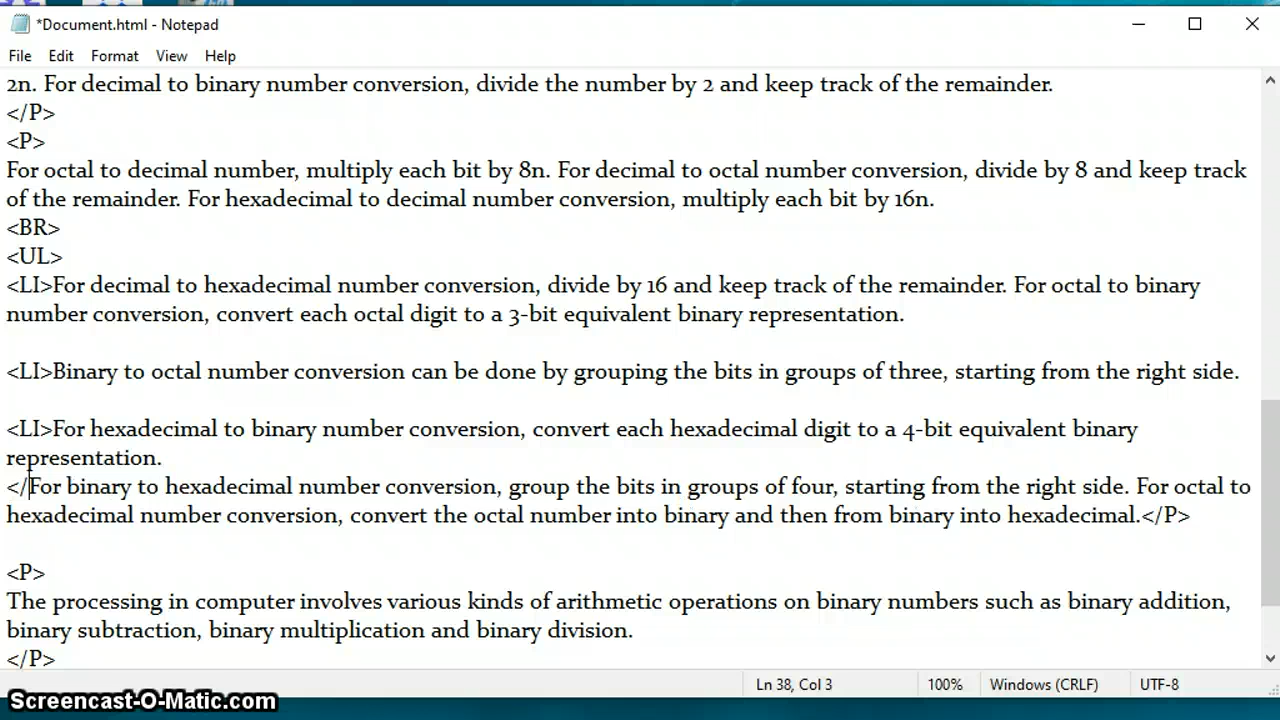 *Document.html - Notepad
File Edit Format View Help
2n. For decimal to binary number conversion, divide the number by 2 and keep track of the remainder.
</P>
<P>
For octal to decimal number, multiply each bit by 8n. For decimal to octal number conversion, divide by 8 and keep track
of the remainder. For hexadecimal to decimal number conversion, multiply each bit by 16n.
<BR>
<UL>
<LI>For decimal to hexadecimal number conversion, divide by 16 and keep track of the remainder. For octal to binary
number conversion, convert each octal digit to a 3-bit equivalent binary representation.
<LI>Binary to octal number conversion can be done by grouping the bits in groups of three, starting from the right side.
<LI>For hexadecimal to binary number conversion, convert each hexadecimal digit to a 4-bit equivalent binary
representation.
</For binary to hexadecimal number conversion, group the bits in groups of four, starting from the right side. For octal to
hexadecimal number conversion, convert the octal number into binary and then from binary into hexadecimal.</P>
<P>
The processing in computer involves various kinds of arithmetic operations on binary numbers such as binary addition,
binary subtraction, binary multiplication and binary division.
</P>
Ln 38, Col 3 100% Windows (CRLF) UTF-8
Screencast-O-Matic.com